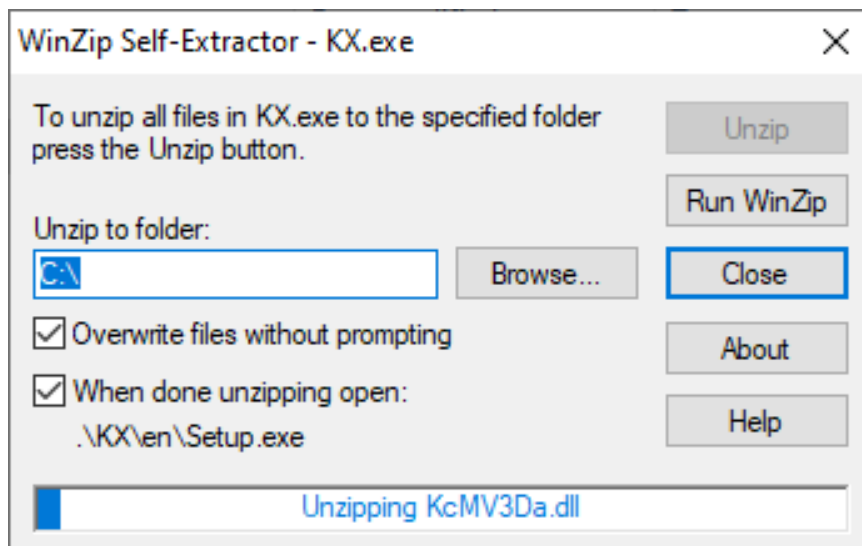 WinZip Self-Extractor - KX.exe
To unzip all files in KX.exe to the specified folder
press the Unzip button.
Unzip
Run WinZip
Unzip to folder:
C:\
Browse...
Close
Overwrite files without prompting
About
When done unzipping open:
.\KX\en\Setup.exe
Help
Unzipping KcMV3Da.dll